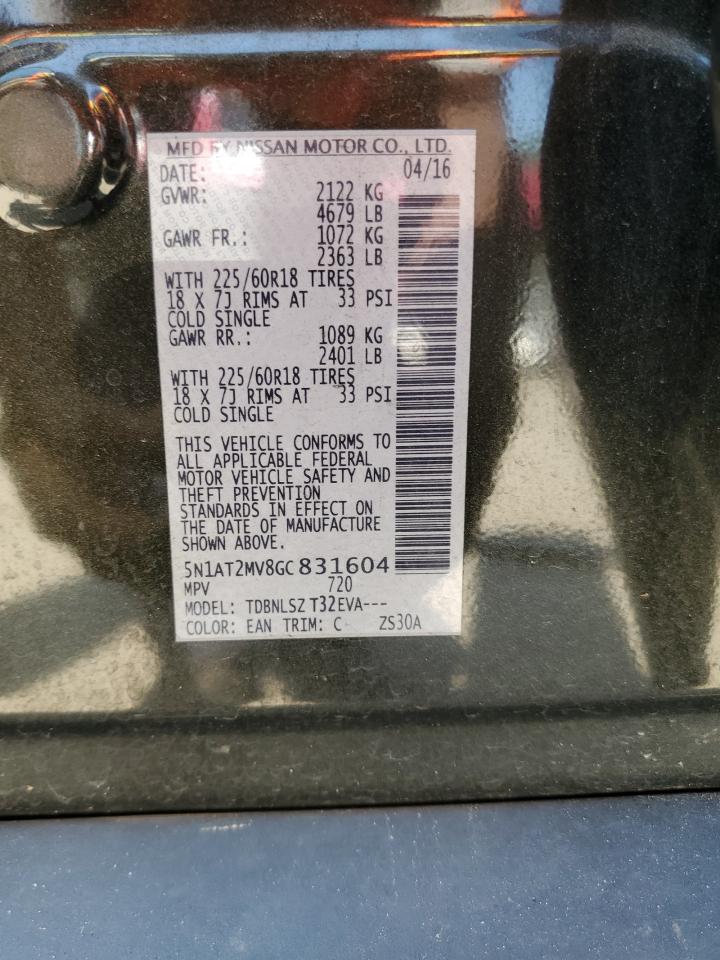 MFD BY NISSAN MOTOR CO., LTD.
DATE: 04/16
GVWR: 2122 KG
4679 LB
GAWR FR.: 1072 KG
2363 LB
WITH 225/60R18 TIRES
18 X 7J RIMS AT 33 PSI
COLD SINGLE
GAWR RR.: 1089 KG
2401 LB
WITH 225/60R18 TIRES
18 X 7J RIMS AT 33 PSI
COLD SINGLE
THIS VEHICLE CONFORMS TO
ALL APPLICABLE FEDERAL
MOTOR VEHICLE SAFETY AND
THEFT PREVENTION
STANDARDS IN EFFECT ON
THE DATE OF MANUFACTURE
SHOWN ABOVE.
5N1AT2MV8GC 831604
MPV 720
MODEL: TDBNLSZ T32EVA---
COLOR: EAN TRIM: C- ZS30A